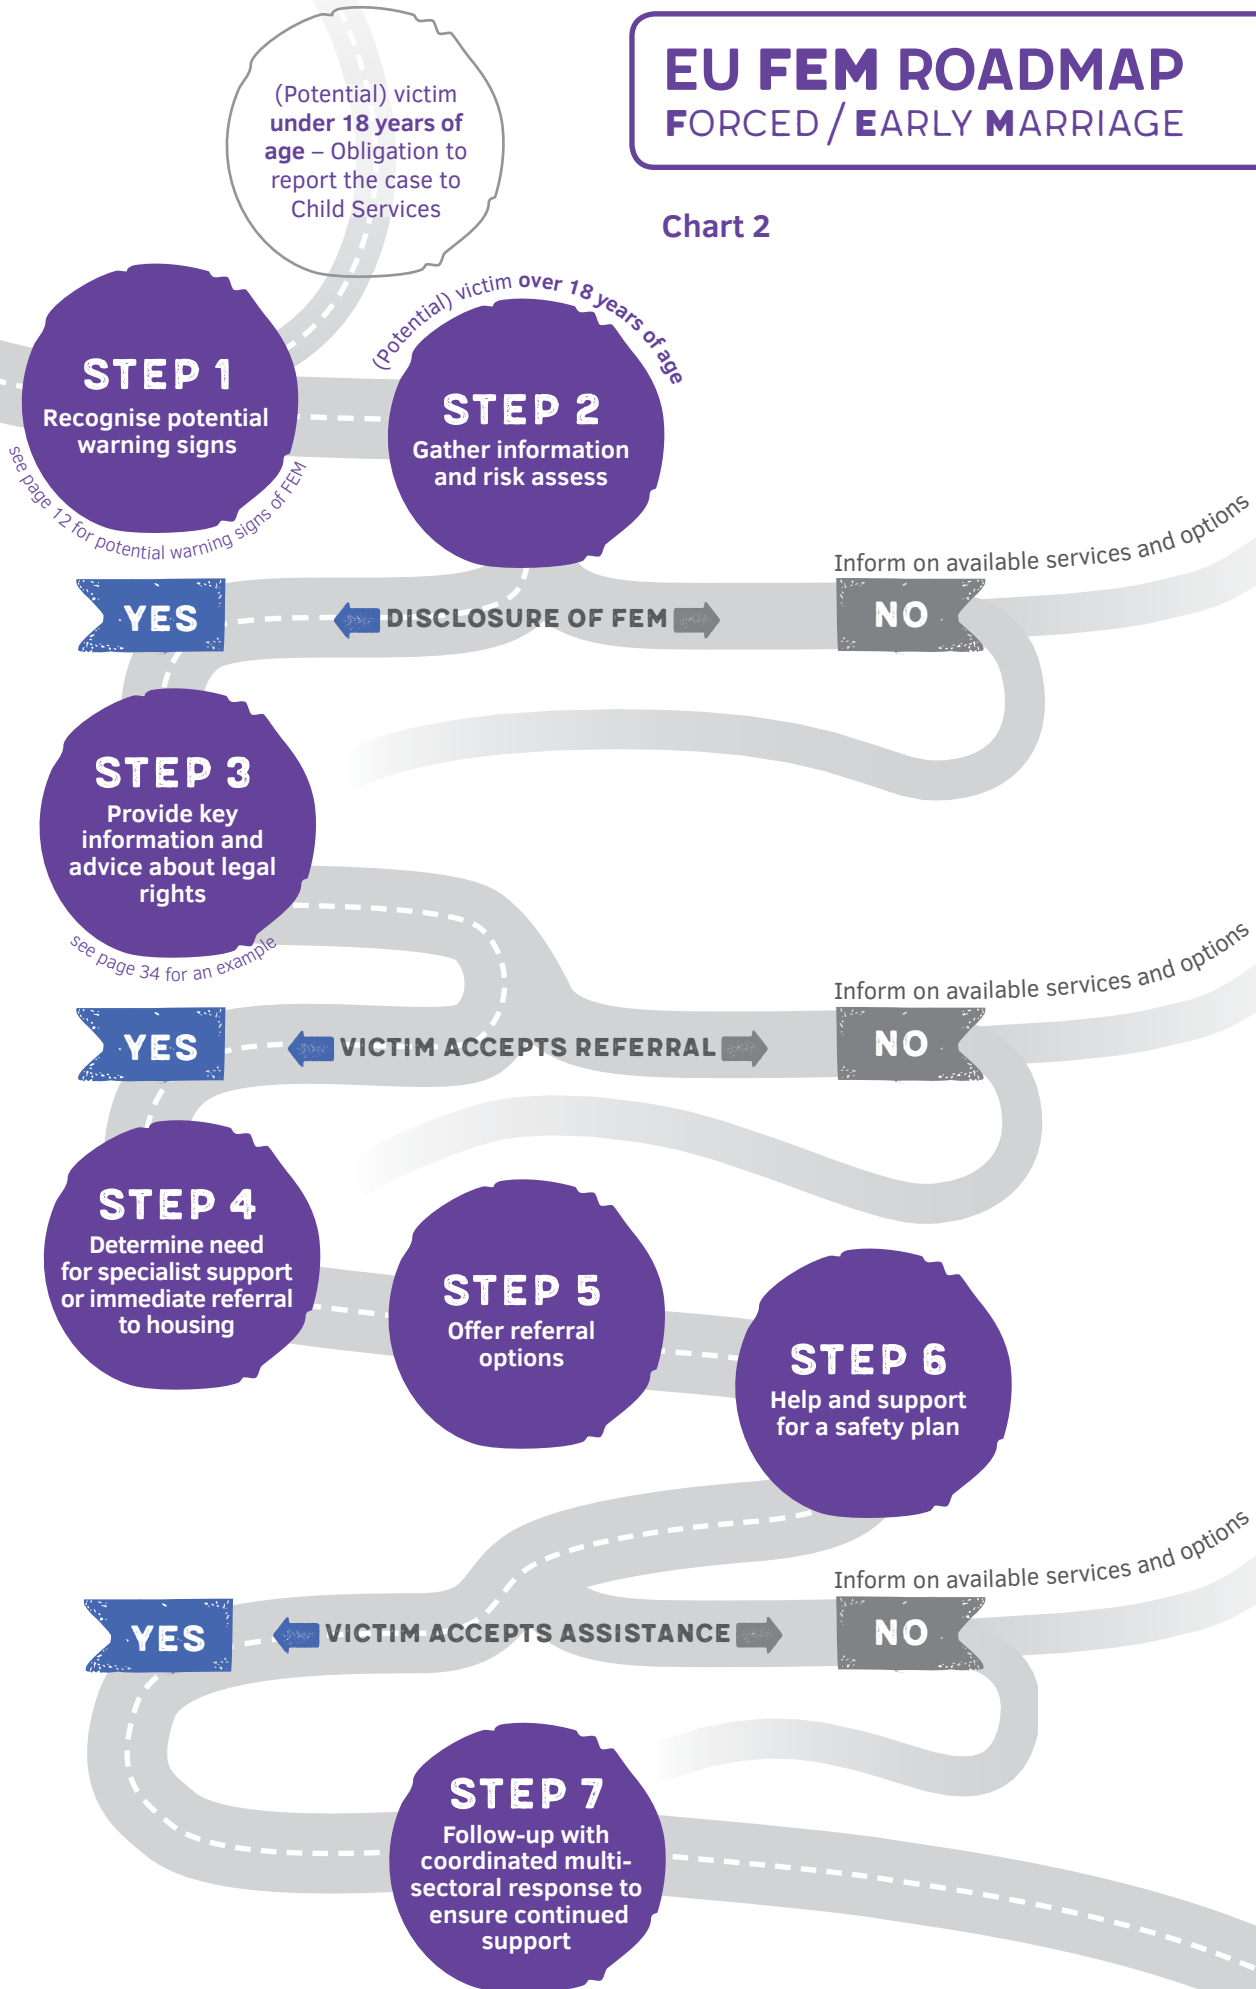 EU FEM ROADMAP
FORCED / EARLY MARRIAGE
Chart 2
(Potential) victim
under 18 years of
age – Obligation to
report the case to
Child Services
STEP 1
Recognise potential
warning signs
see page 12 for potential warning signs of FEM
(Potential) victim over 18 years of age
STEP 2
Gather information
and risk assess
Inform on available services and options
YES
DISCLOSURE OF FEM
NO
STEP 3
Provide key
information and
advice about legal
rights
see page 34 for an example
Inform on available services and options
YES
VICTIM ACCEPTS REFERRAL
NO
STEP 4
Determine need
for specialist support
or immediate referral
to housing
STEP 5
Offer referral
options
STEP 6
Help and support
for a safety plan
Inform on available services and options
YES
VICTIM ACCEPTS ASSISTANCE
NO
STEP 7
Follow-up with
coordinated multi-
sectoral response to
ensure continued
support